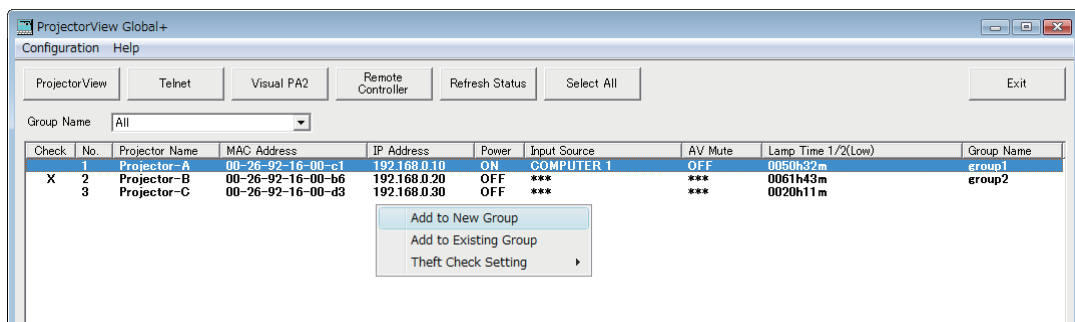 ProjectorView Global+
Configuration Help
ProjectorView Telnet Visual PA2 Remote Controller Refresh Status Select All Exit
Group Name All
Check No. Projector Name MAC Address IP Address Power Input Source AV Mute Lamp Time 1/2(Low) Group Name
1 Projector-A 00-26-92-16-00-c1 192.168.0.10 ON COMPUTER 1 OFF 0050h32m group1
X 2 Projector-B 00-26-92-16-00-b6 192.168.0.20 OFF *** *** 0061h43m group2
3 Projector-C 00-26-92-16-00-d3 192.168.0.30 OFF *** *** 0020h11m
Add to New Group
Add to Existing Group
Theft Check Setting